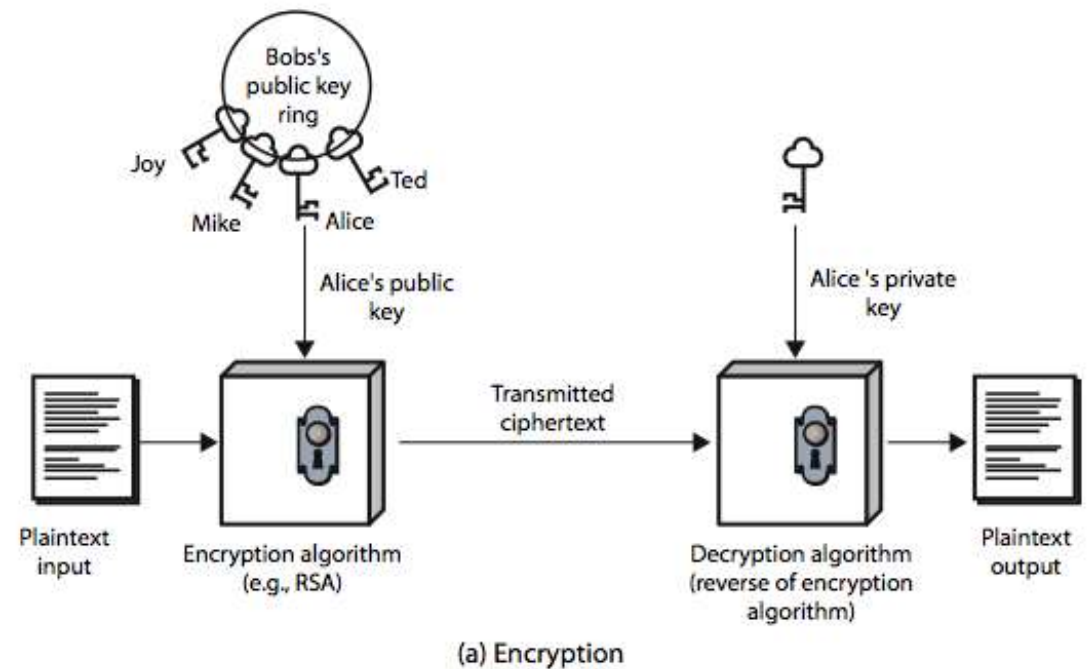 Bobs's
public key
ring
Joy
Ted
Mike
Alice
Alice's public
key
Alice 's private
key
Transmitted
ciphertext
Plaintext
input
Encryption algorithm
(e.g., RSA)
Decryption algorithm
(reverse of encryption
algorithm)
Plaintext
output
(a) Encryption